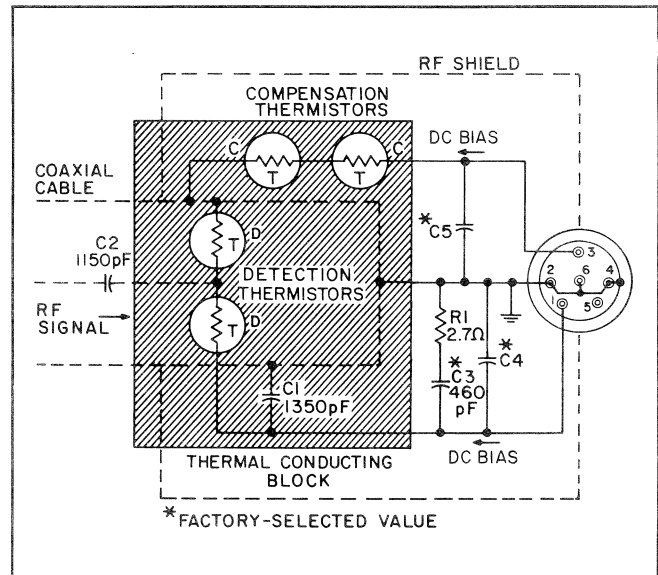 RF SHIELD
COMPENSATION
THERMISTORS
DC BIAS
C
C
T
T
COAXIAL
CABLE
*C5
3
C2
1150pF
T
D
DETECTION
THERMISTORS
2
6
4
1
5
RF
SIGNAL
T
D
R1
2.7Ω
*C4
*C3
460
pF
C1
1350pF
DC BIAS
THERMAL CONDUCTING
BLOCK
*FACTORY-SELECTED VALUE